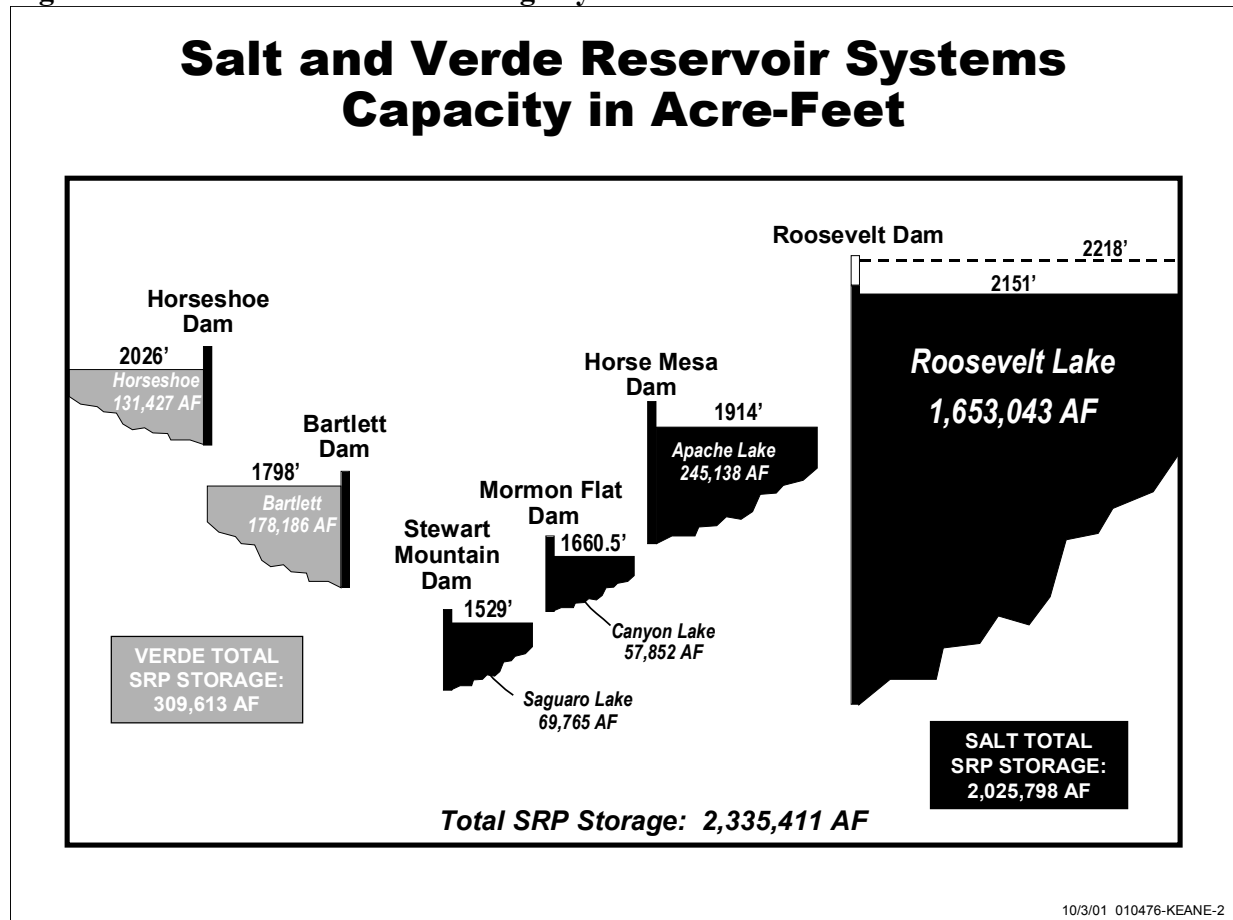 Salt and Verde Reservoir Systems
Capacity in Acre-Feet
Roosevelt Dam
2218’
2151’
Roosevelt Lake
1,653,043 AF
Horseshoe
Dam
2026’
Horseshoe
131,427 AF
Bartlett
Dam
1798’
Bartlett
178,186 AF
Horse Mesa
Dam
1914’
Apache Lake
245,138 AF
Mormon Flat
Dam
1660.5’
Canyon Lake
57,852 AF
Stewart
Mountain
Dam
1529’
Saguaro Lake
69,765 AF
VERDE TOTAL
SRP STORAGE:
309,613 AF
SALT TOTAL
SRP STORAGE:
2,025,798 AF
Total SRP Storage: 2,335,411 AF
10/3/01 010476-KEANE-2